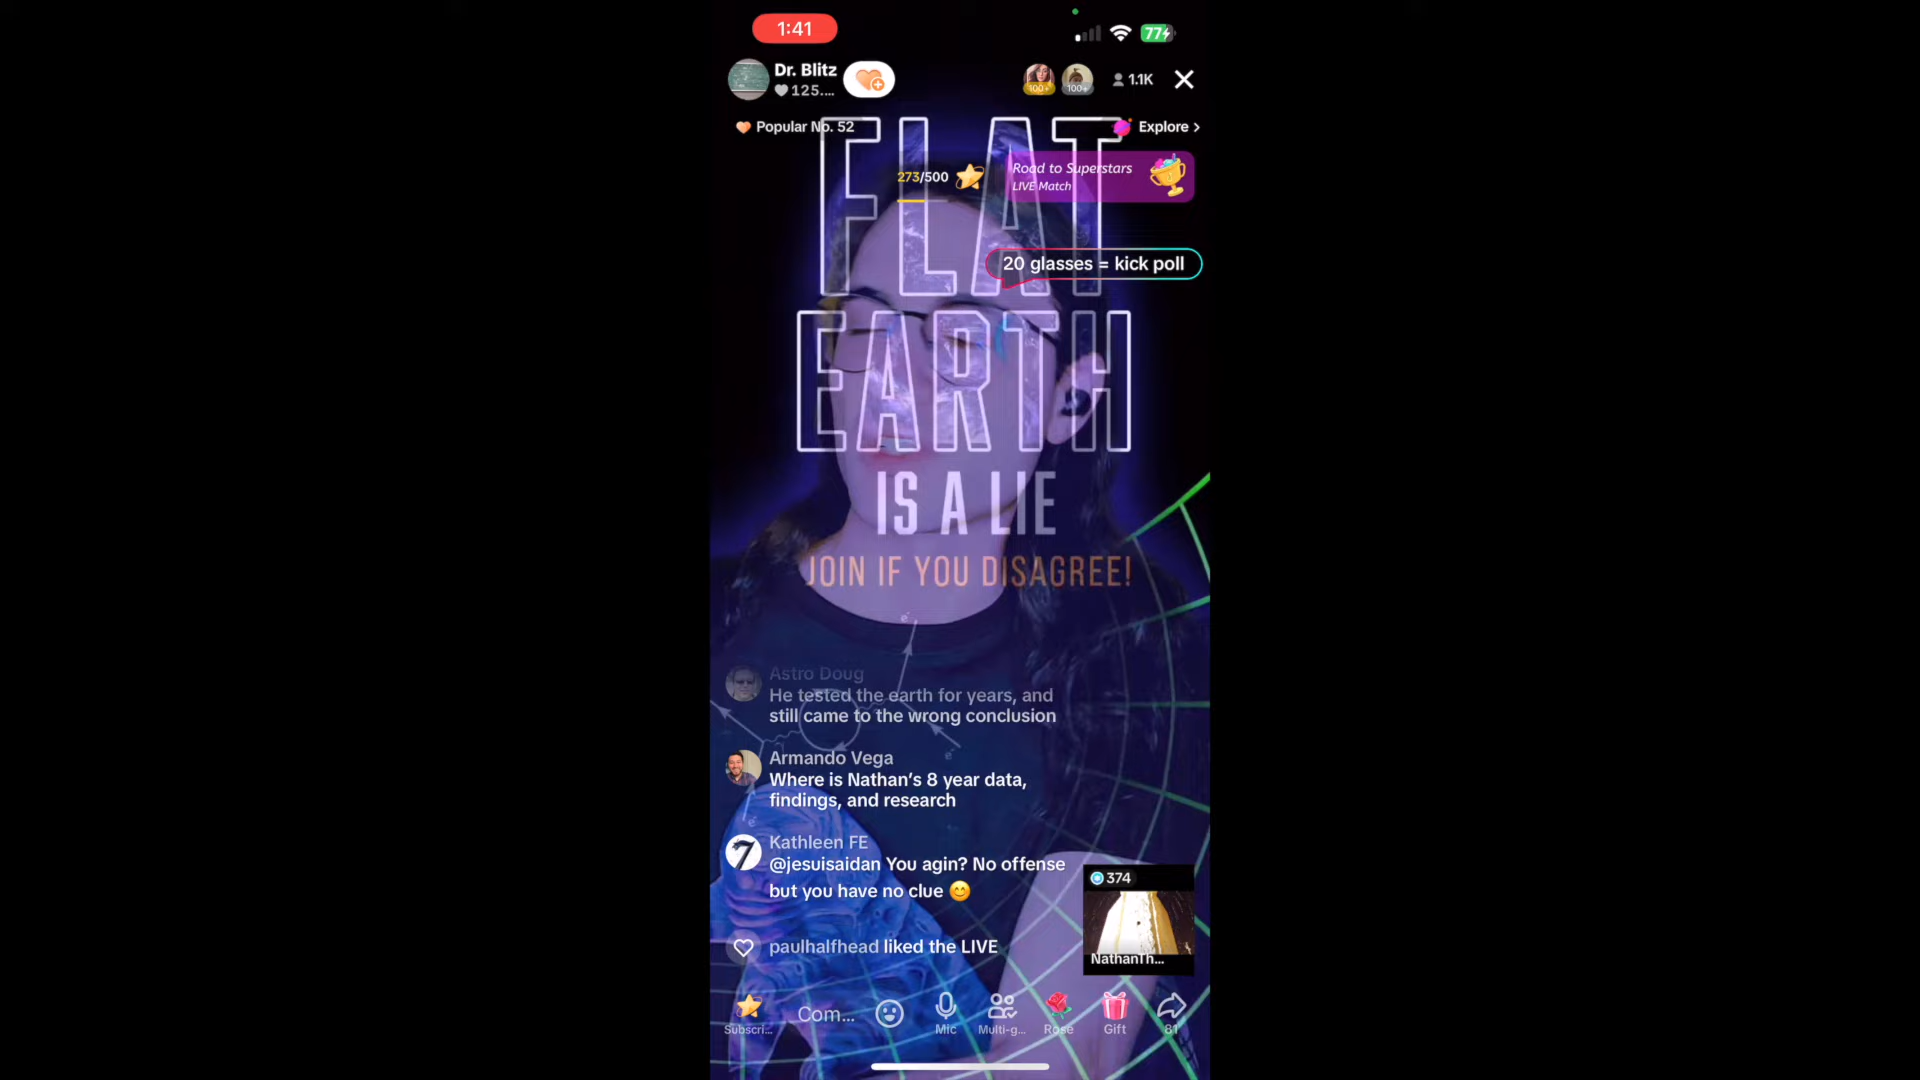 1:41
77
Dr. Blitz
125....
100+
100+
1.1K
Popular No. 52
Explore >
273/500
Road to Superstars
LIVE Match
20 glasses = kick poll
FLAT
EARTH
IS A LIE
JOIN IF YOU DISAGREE!
Astro Doug
He tested the earth for years, and
still came to the wrong conclusion
Armando Vega
Where is Nathan's 8 year data,
findings, and research
Kathleen FE
@jesuisaidan You agin? No offense
but you have no clue 😊
374
NathanTh...
paulhalfhead liked the LIVE
Subscri...
Com...
Mic
Multi-g...
Rose
Gift
81